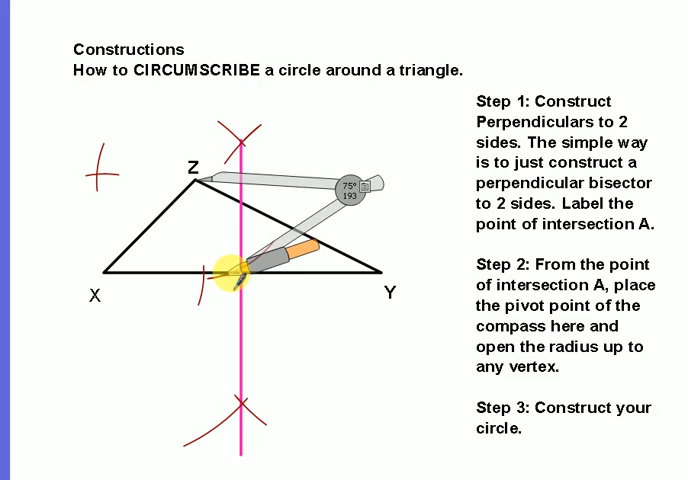 Constructions
How to CIRCUMSCRIBE a circle around a triangle.
Step 1: Construct
Perpendiculars to 2
sides. The simple way
is to just construct a
perpendicular bisector
to 2 sides. Label the
point of intersection A.
Z
75°
193
X
Y
Step 2: From the point
of intersection A, place
the pivot point of the
compass here and
open the radius up to
any vertex.
Step 3: Construct your
circle.